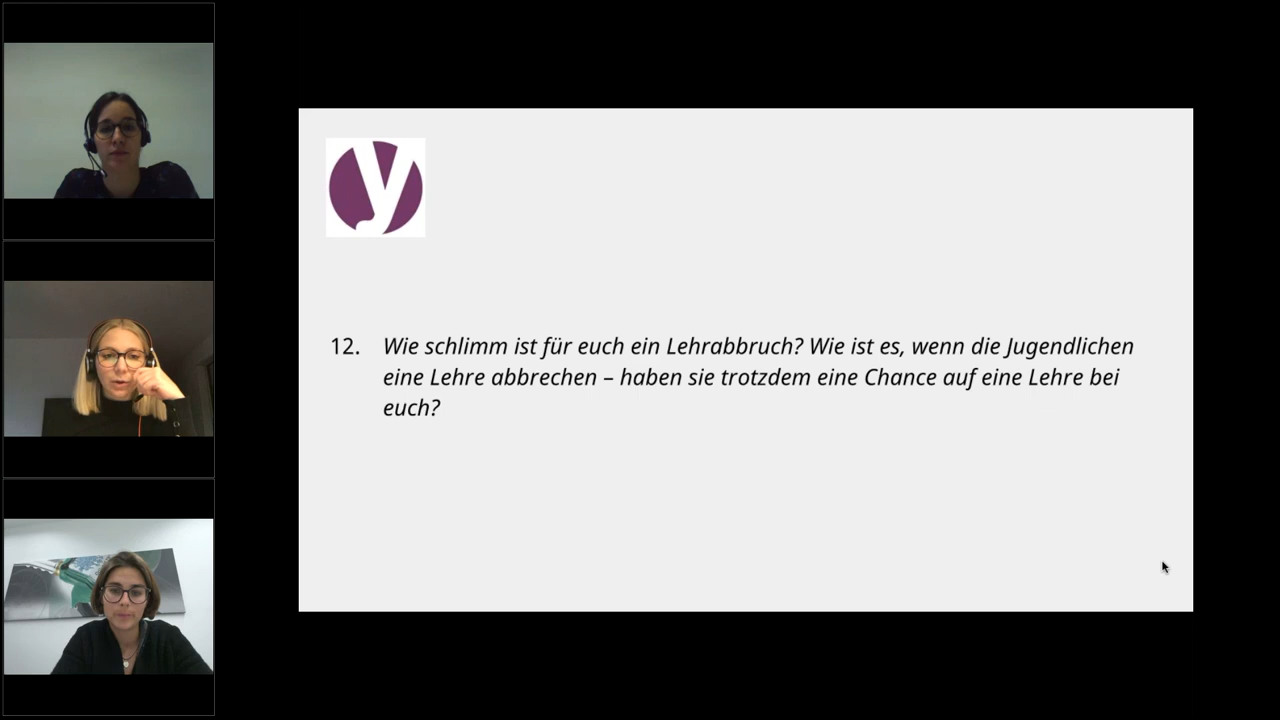 y
12. Wie schlimm ist für euch ein Lehrabbruch? Wie ist es, wenn die Jugendlichen
eine Lehre abbrechen – haben sie trotzdem eine Chance auf eine Lehre bei
euch?